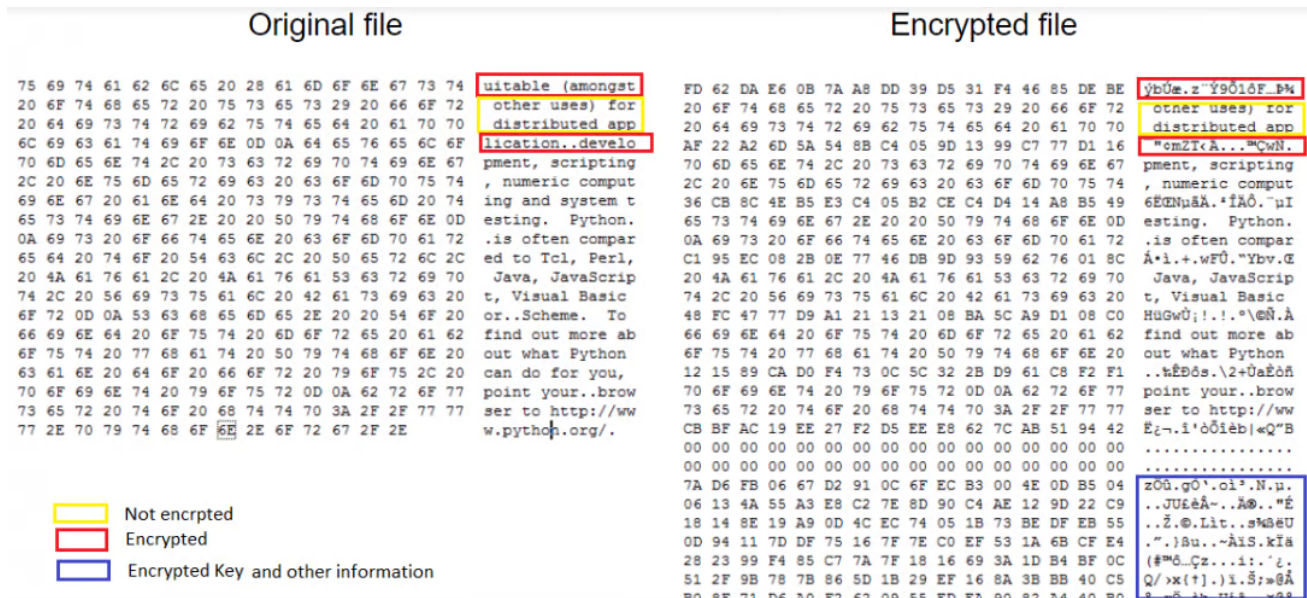 Original file
75 69 74 61 62 6C 65 20 28 61 6D 6F 6E 67 73 74 uitable (amongst
20 6F 74 68 65 72 20 75 73 65 73 29 20 66 6F 72 other uses) for
20 64 69 73 74 72 69 62 75 74 65 64 20 61 70 70 distributed app
6C 69 63 61 74 69 6F 6E 0D 0A 64 65 76 65 6C 6F lication..develo
70 6D 65 6E 74 2C 20 73 63 72 69 70 74 69 6E 67 pment, scripting
2C 20 6E 75 6D 65 72 69 63 20 63 6F 6D 70 75 74 , numeric comput
69 6E 67 20 61 6E 64 20 73 79 73 74 65 6D 20 74 ing and system t
65 73 74 69 6E 67 2E 20 20 50 79 74 68 6F 6E 0D esting.  Python.
0A 69 73 20 6F 66 74 65 6E 20 63 6F 6D 70 61 72 .is often compar
65 64 20 74 6F 20 54 63 6C 2C 20 50 65 72 6C 2C ed to Tcl, Perl,
20 4A 61 76 61 2C 20 4A 61 76 61 53 63 72 69 70 Java, JavaScrip
74 2C 20 56 69 73 75 61 6C 20 42 61 73 69 63 20 t, Visual Basic
6F 72 0D 0A 53 63 68 65 6D 65 2E 20 20 54 6F 20 or..Scheme.  To
66 69 6E 64 20 6F 75 74 20 6D 6F 72 65 20 61 62 find out more ab
6F 75 74 20 77 68 61 74 20 50 79 74 68 6F 6E 20 out what Python
63 61 6E 20 64 6F 20 66 6F 72 20 79 6F 75 2C 20 can do for you,
70 6F 69 6E 74 20 79 6F 75 72 0D 0A 62 72 6F 77 point your..brow
73 65 72 20 74 6F 20 68 74 74 70 3A 2F 2F 77 77 ser to http://ww
77 2E 70 79 74 68 6F 6E 2E 6F 72 67 2F 2E w.python.org/.
Not encrpted
Encrypted
Encrypted Key and other information
Encrypted file
FD 62 DA E6 0B 7A A8 DD 39 D5 31 F4 46 85 DE BE ýbÚæ.z¨Ý9Õ1ôF…Þ¾
20 6F 74 68 65 72 20 75 73 65 73 29 20 66 6F 72 other uses) for
20 64 69 73 74 72 69 62 75 74 65 64 20 61 70 70 distributed app
AF 22 A2 6D 5A 54 8B C4 05 9D 13 99 C7 77 D1 16 ¯"¢mZT‹Ä...™ÇwÑ.
70 6D 65 6E 74 2C 20 73 63 72 69 70 74 69 6E 67 pment, scripting
2C 20 6E 75 6D 65 72 69 63 20 63 6F 6D 70 75 74 , numeric comput
36 CB 8C 4E B5 E3 C4 05 B2 CE C4 D4 14 A8 B5 49 6ËŒNµãÄ.²ÎÄÔ.¨µI
65 73 74 69 6E 67 2E 20 20 50 79 74 68 6F 6E 0D esting.  Python.
0A 69 73 20 6F 66 74 65 6E 20 63 6F 6D 70 61 72 .is often compar
C1 95 EC 08 2B 0E 77 46 DB 9D 93 59 62 76 01 8C Á•ì.+.wFÛ.“Ybv.Œ
20 4A 61 76 61 2C 20 4A 61 76 61 53 63 72 69 70 Java, JavaScrip
74 2C 20 56 69 73 75 61 6C 20 42 61 73 69 63 20 t, Visual Basic
48 FC 47 77 D9 A1 21 13 21 08 BA 5C A9 D1 08 C0 HüGwÙ¡!.!.º\©Ñ.À
66 69 6E 64 20 6F 75 74 20 6D 6F 72 65 20 61 62 find out more ab
6F 75 74 20 77 68 61 74 20 50 79 74 68 6F 6E 20 out what Python
12 15 89 CA D0 F4 73 0C 5C 32 2B D9 61 C8 F2 F1 ..‰ÊÐôs.\2+ÙaÈòñ
70 6F 69 6E 74 20 79 6F 75 72 0D 0A 62 72 6F 77 point your..brow
73 65 72 20 74 6F 20 68 74 74 70 3A 2F 2F 77 77 ser to http://ww
CB BF AC 19 EE 27 F2 D5 EE E8 62 7C AB 51 94 42 Ë¿¬.î'òÕîèb|«Q”B
00 00 00 00 00 00 00 00 00 00 00 00 00 00 00 00 ................
00 00 00 00 00 00 00 00 00 00 00 00 00 00 00 00 ................
7A D6 FB 06 67 D2 91 0C 6F EC B3 00 4E 0D B5 04 zÖû.gÒ‘.oì³.N.µ.
06 13 4A 55 A3 E8 C2 7E 8D 90 C4 AE 12 9D 22 C9 ..JU£èÂ~..Ä®.."É
18 14 8E 19 A9 0D 4C EC 74 05 1B 73 BE DF EB 55 ..Ž.©.Lìt..s¾ßëU
0D 94 11 7D DF 75 16 7F 7E C0 EF 53 1A 6B CF E4 .”.}ßu..~ÀïS.kÏä
28 23 99 F4 85 C7 7A 7F 18 16 69 3A 1D B4 BF 0C (#™ô…Çz...i:.´¿.
51 2F 9B 78 7B 86 5D 1B 29 EF 16 8A 3B BB 40 C5 Q/›x{†].)ï.Š;»@Å